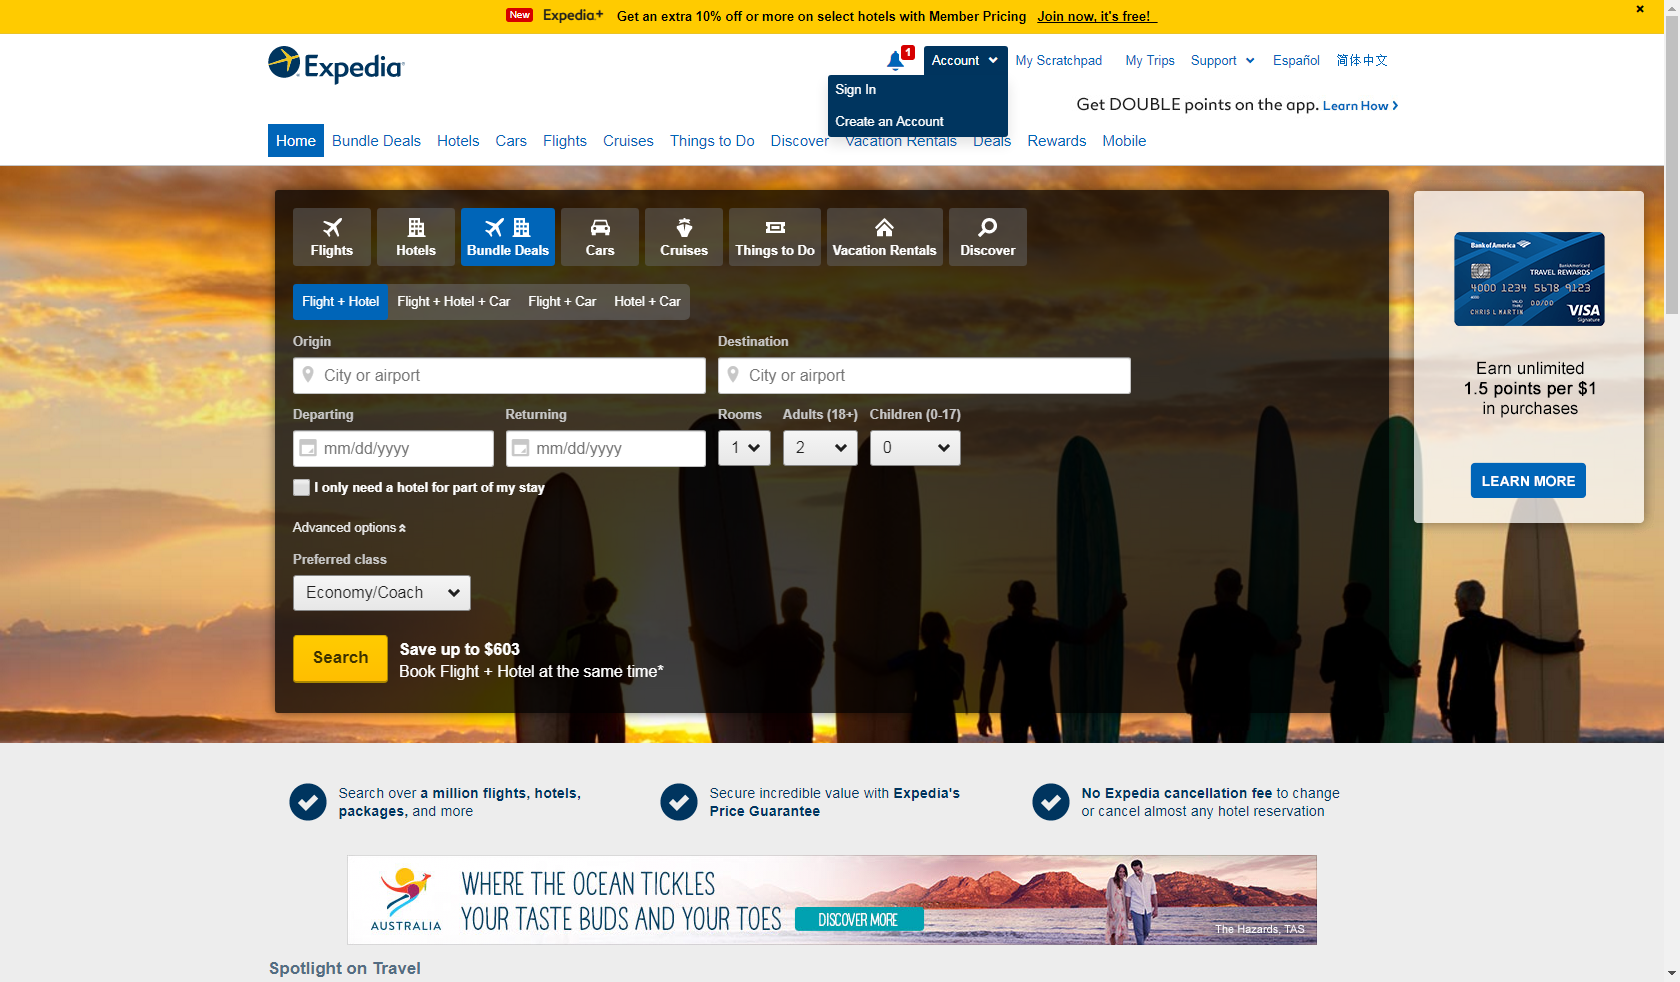 New Expedia+ Get an extra 10% off or more on select hotels with Member Pricing Join now, it's free!
Expedia
1
Account
My Scratchpad
My Trips
Support
Español
简体中文
Sign In
Create an Account
Get DOUBLE points on the app. Learn How
Home
Bundle Deals
Hotels
Cars
Flights
Cruises
Things to Do
Discover
Vacation Rentals
Deals
Rewards
Mobile
Flights
Hotels
Bundle Deals
Cars
Cruises
Things to Do
Vacation Rentals
Discover
Flight + Hotel
Flight + Hotel + Car
Flight + Car
Hotel + Car
Origin
Destination
City or airport
City or airport
Departing
Returning
Rooms
Adults (18+)
Children (0-17)
mm/dd/yyyy
mm/dd/yyyy
1
2
0
I only need a hotel for part of my stay
Advanced options
Preferred class
Economy/Coach
Search
Save up to $603
Book Flight + Hotel at the same time*
Bank of America
BankAmericard
TRAVEL REWARDS
4000 1234 5678 9123
4000
VALID THRU 00/00
CHRIS L MARTIN
VISA
Signature
Earn unlimited
1.5 points per $1
in purchases
LEARN MORE
Search over a million flights, hotels,
packages, and more
Secure incredible value with Expedia's
Price Guarantee
No Expedia cancellation fee to change
or cancel almost any hotel reservation
AUSTRALIA
WHERE THE OCEAN TICKLES
YOUR TASTE BUDS AND YOUR TOES
DISCOVER MORE
The Hazards, TAS
Spotlight on Travel